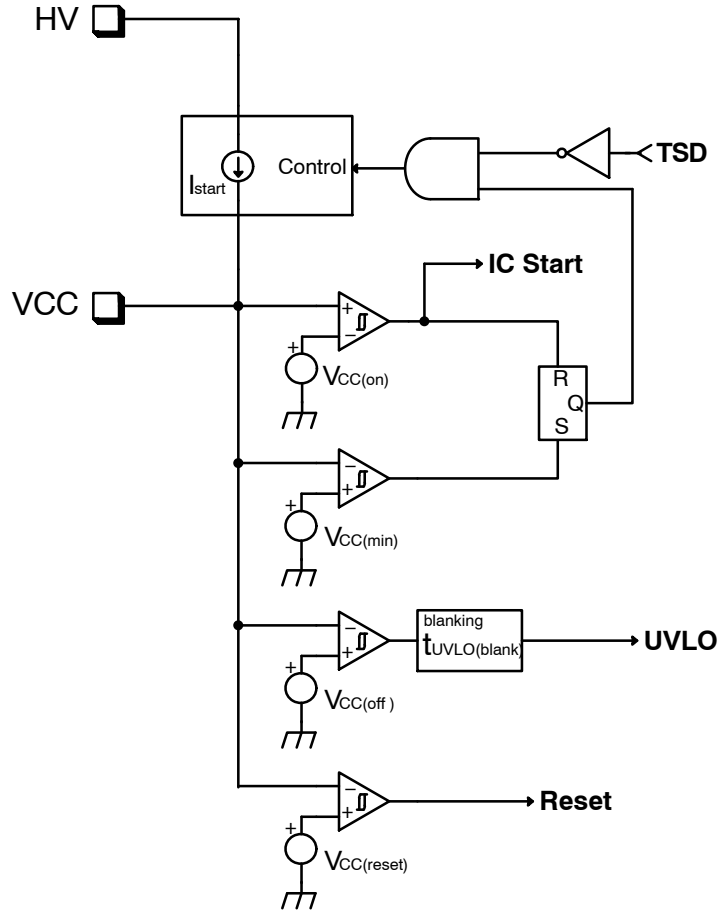 HV
Istart
Control
TSD
IC Start
VCC
+
−
+
VCC(on)
R
Q
S
−
+
+
VCC(min)
blanking
tUVLO(blank)
UVLO
−
+
+
VCC(off )
Reset
−
+
+
VCC(reset)